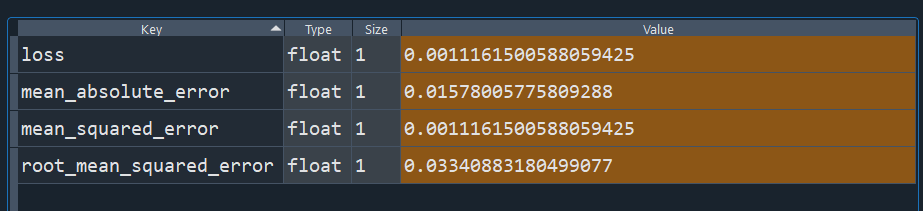 Key Type Size Value
loss float 1 0.0011161500588059425
mean_absolute_error float 1 0.01578005775809288
mean_squared_error float 1 0.0011161500588059425
root_mean_squared_error float 1 0.03340883180499077